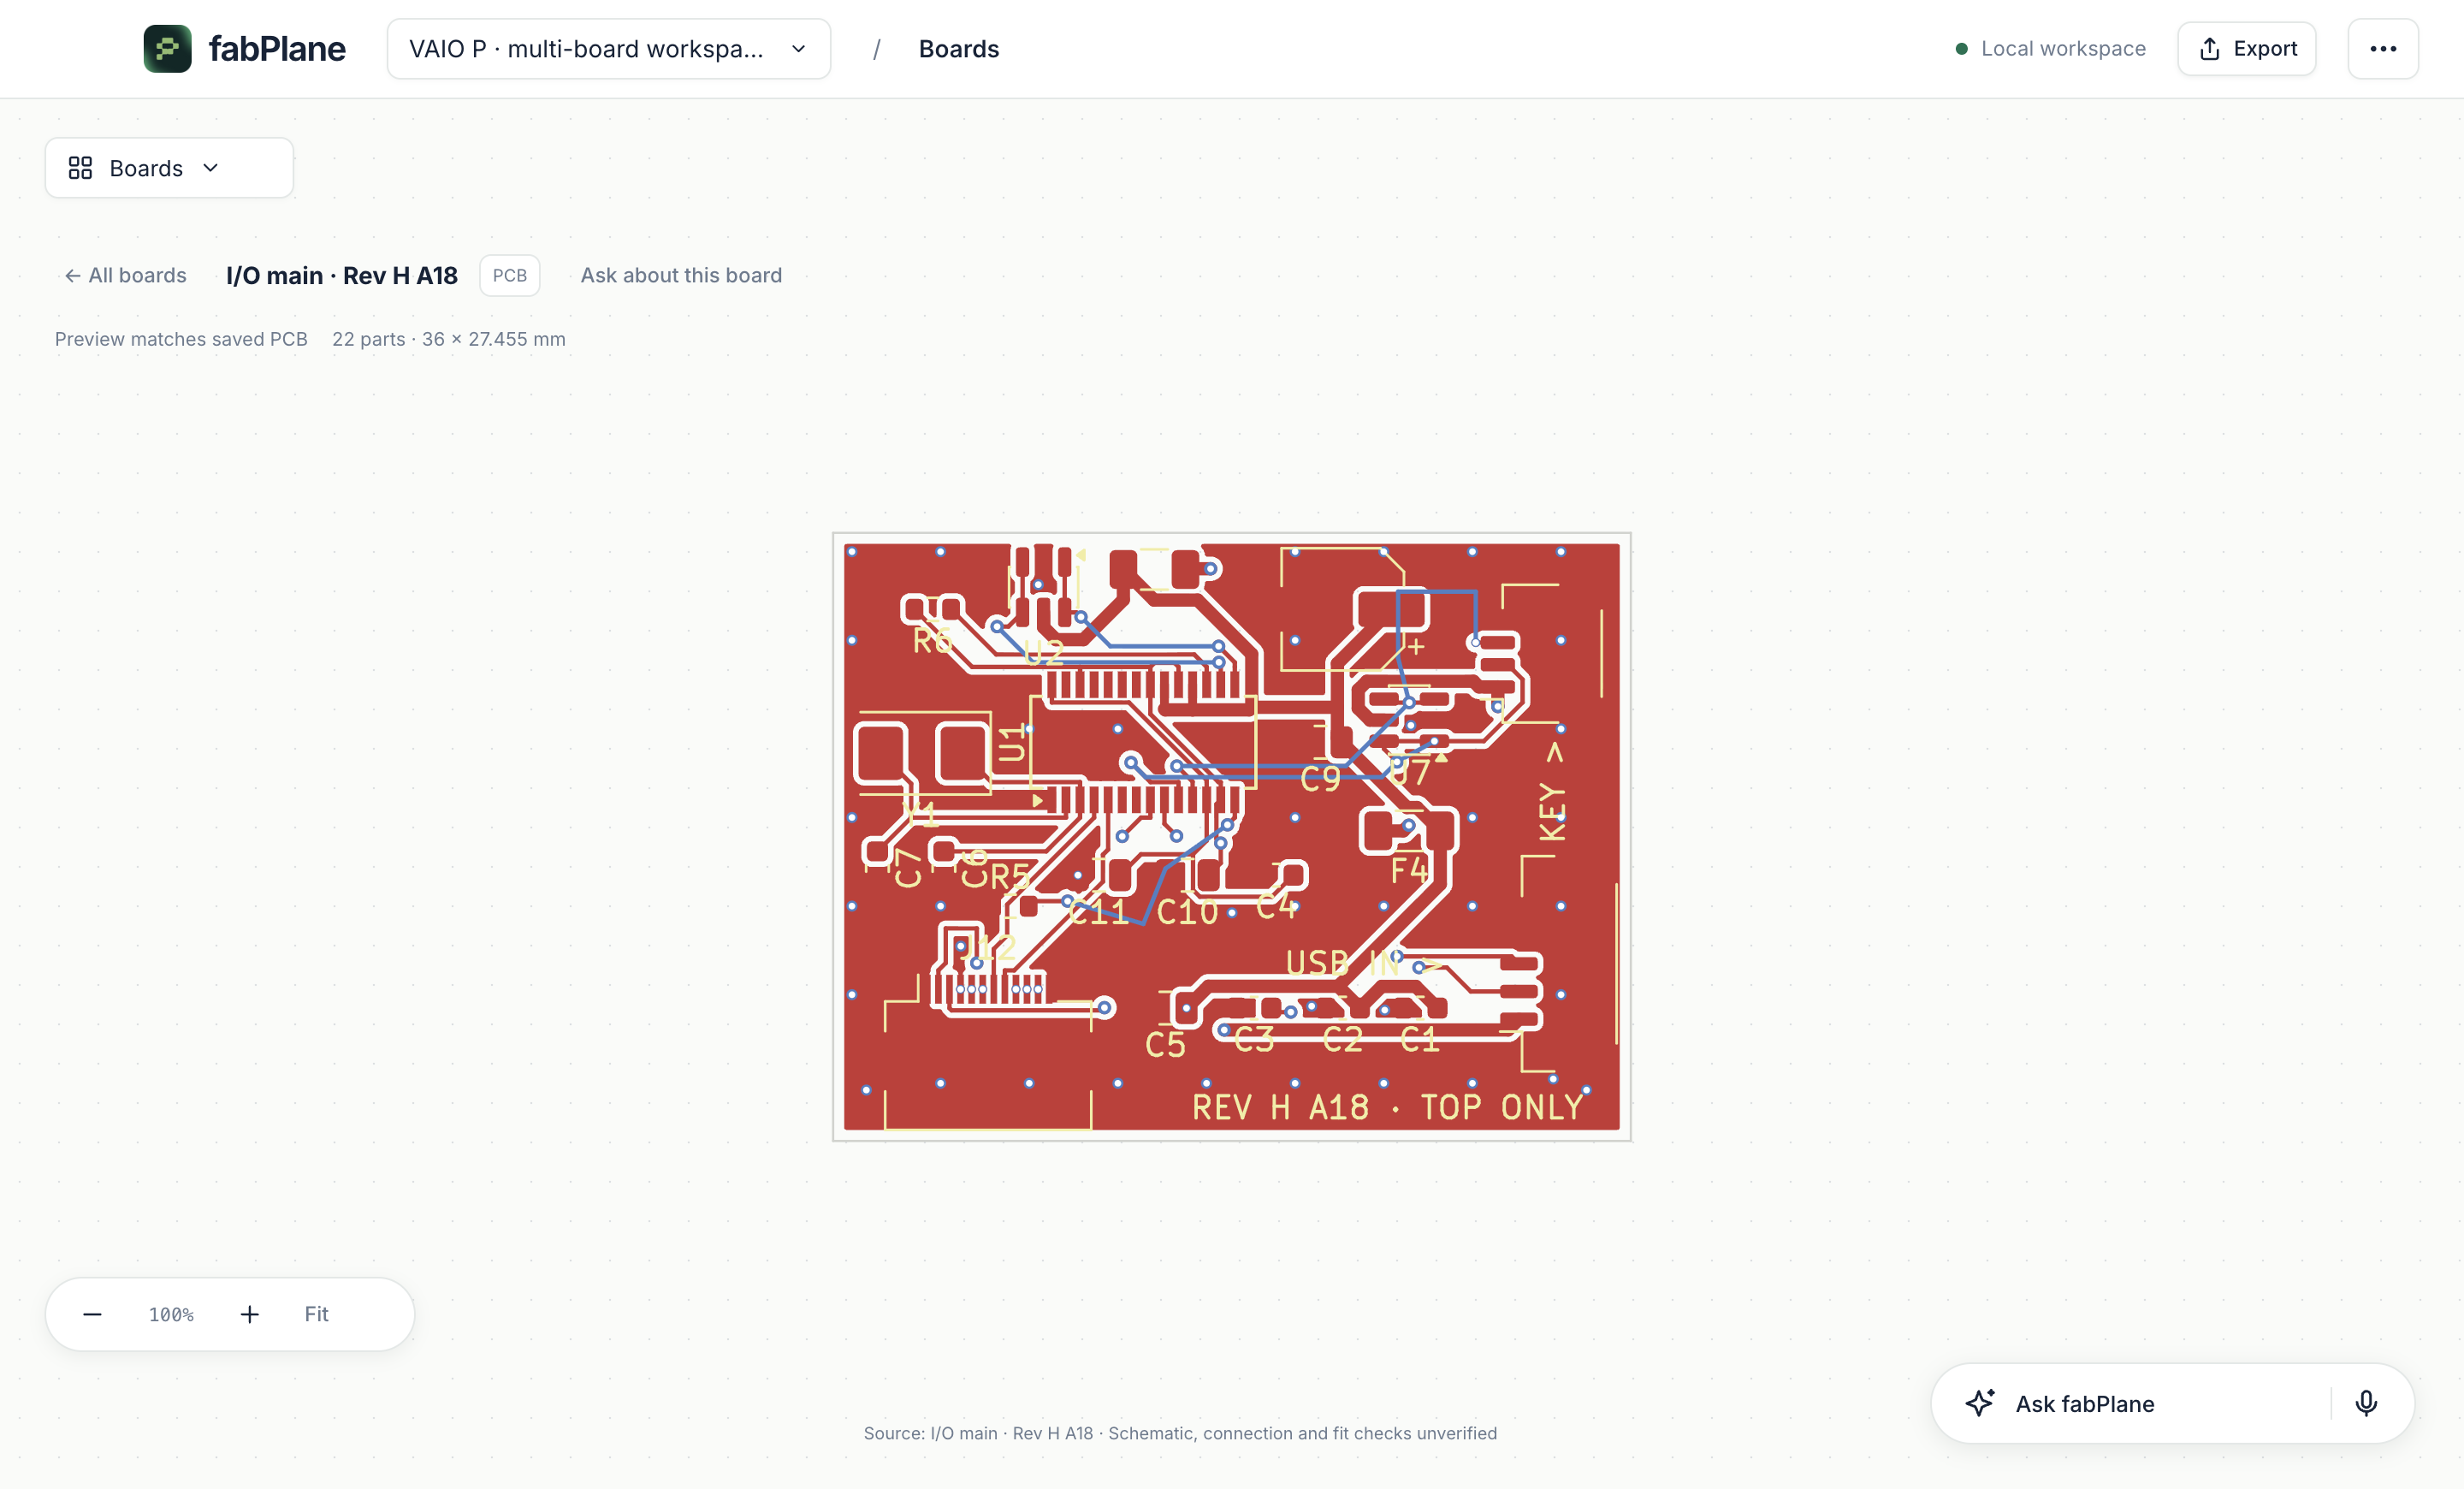 fabPlane
VAIO P · multi-board workspa...
/
Boards
Local workspace
Export
Boards
← All boards
I/O main · Rev H A18
PCB
Ask about this board
Preview matches saved PCB
22 parts · 36 × 27.455 mm
R6
U2
+
U1
C9
U7
KEY >
Y1
C7
C6
R5
F4
C11
C10
C4
J12
USB IN >
C5
C3
C2
C1
REV H A18 · TOP ONLY
100%
Fit
Ask fabPlane
Source: I/O main · Rev H A18 · Schematic, connection and fit checks unverified